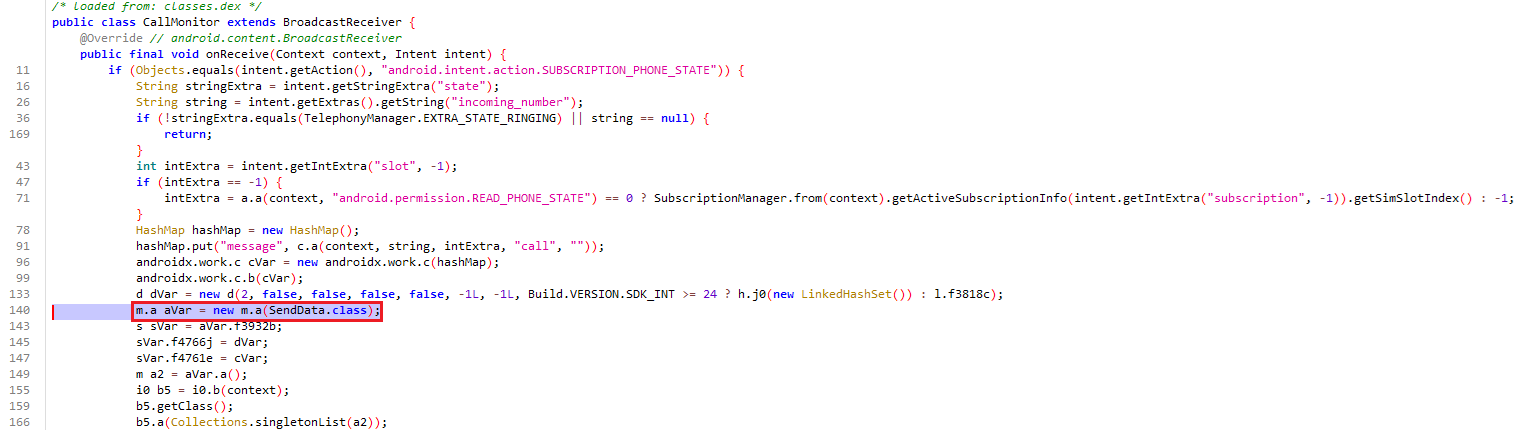 /* loaded from: classes.dex */
public class CallMonitor extends BroadcastReceiver {
@Override // android.content.BroadcastReceiver
public final void onReceive(Context context, Intent intent) {
11 if (Objects.equals(intent.getAction(), "android.intent.action.SUBSCRIPTION_PHONE_STATE")) {
16 String stringExtra = intent.getStringExtra("state");
26 String string = intent.getExtras().getString("incoming_number");
36 if (!stringExtra.equals(TelephonyManager.EXTRA_STATE_RINGING) || string == null) {
169 return;
}
43 int intExtra = intent.getIntExtra("slot", -1);
47 if (intExtra == -1) {
71 intExtra = a.a(context, "android.permission.READ_PHONE_STATE") == 0 ? SubscriptionManager.from(context).getActiveSubscriptionInfo(intent.getIntExtra("subscription", -1)).getSimSlotIndex() : -1;
}
78 HashMap hashMap = new HashMap();
91 hashMap.put("message", c.a(context, string, intExtra, "call", ""));
96 androidx.work.c cVar = new androidx.work.c(hashMap);
99 androidx.work.c.b(cVar);
133 d dVar = new d(2, false, false, false, false, -1L, -1L, Build.VERSION.SDK_INT >= 24 ? h.j0(new LinkedHashSet()) : l.f3818c);
140 m.a aVar = new m.a(SendData.class);
143 s sVar = aVar.f3932b;
145 sVar.f4766j = dVar;
147 sVar.f4761e = cVar;
149 m a2 = aVar.a();
155 i0 b5 = i0.b(context);
159 b5.getClass();
166 b5.a(Collections.singletonList(a2));